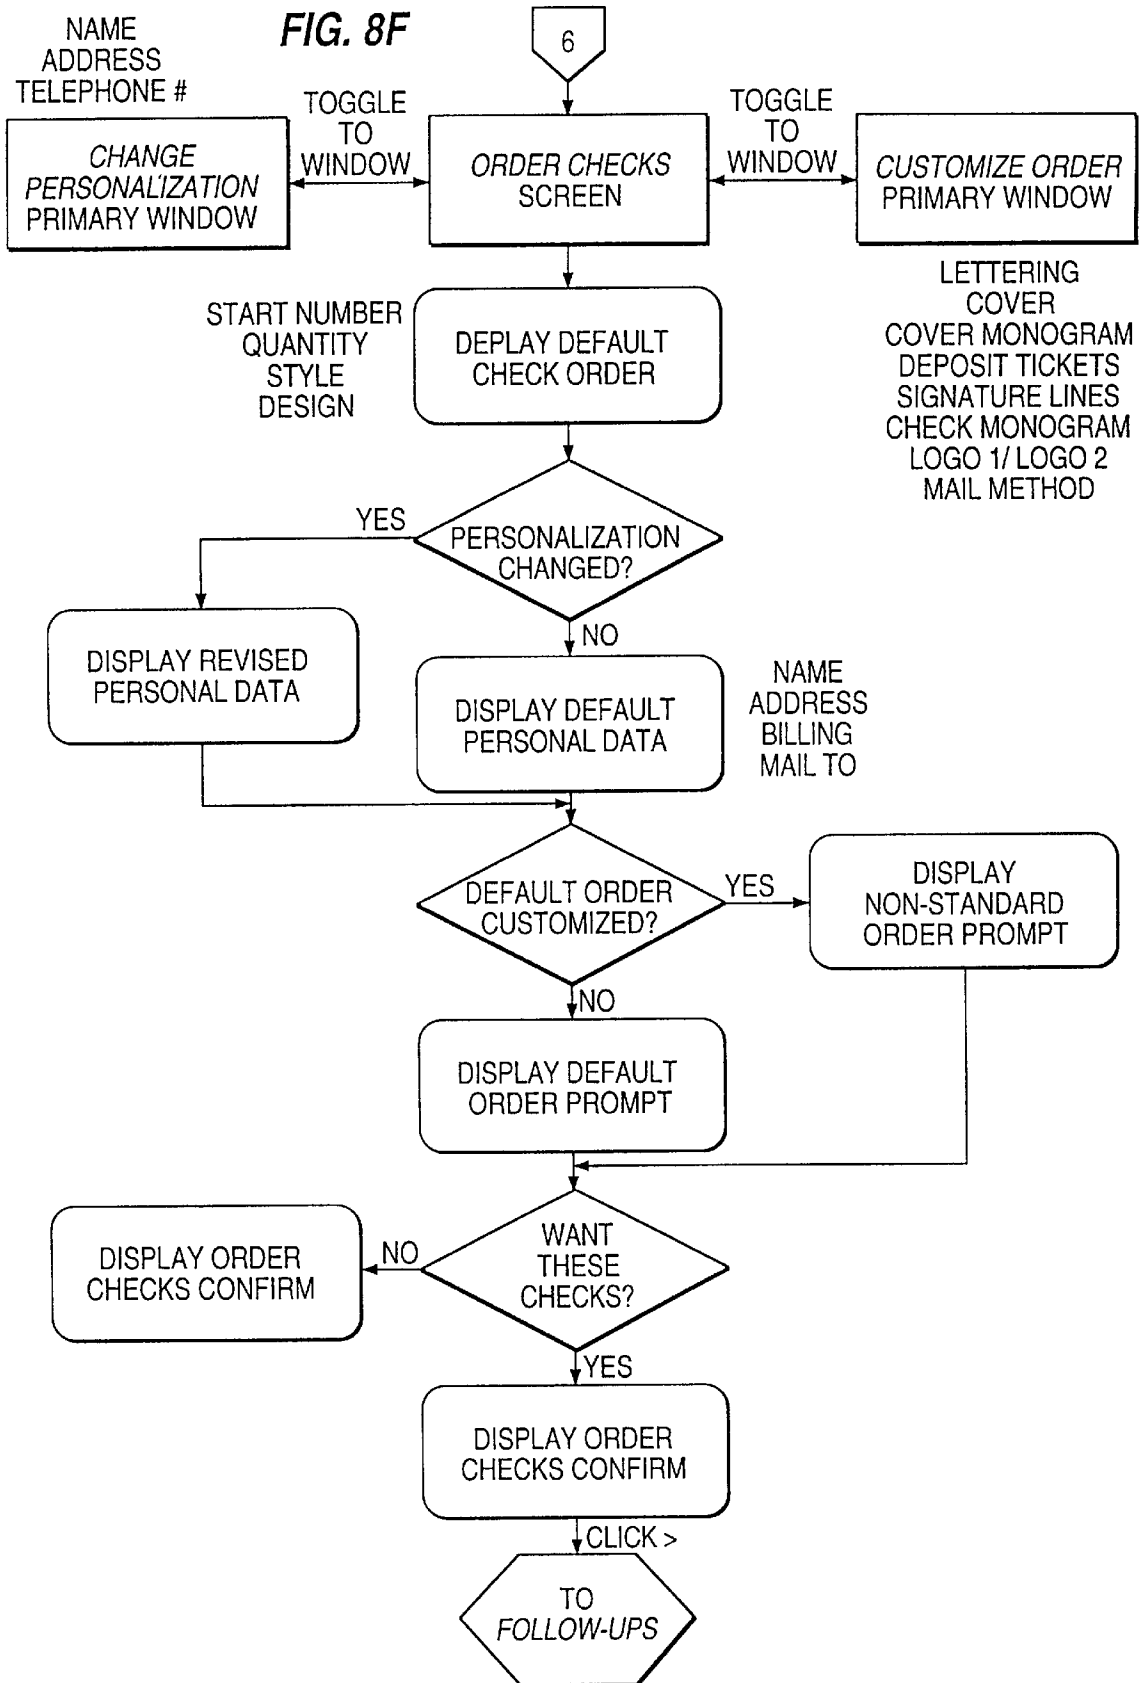 FIG. 8F
6
NAME
ADDRESS
TELEPHONE #
CHANGE
PERSONALIZATION
PRIMARY WINDOW
TOGGLE
TO
WINDOW
ORDER CHECKS
SCREEN
TOGGLE
TO
WINDOW
CUSTOMIZE ORDER
PRIMARY WINDOW
LETTERING
COVER
COVER MONOGRAM
DEPOSIT TICKETS
SIGNATURE LINES
CHECK MONOGRAM
LOGO 1/ LOGO 2
MAIL METHOD
START NUMBER
QUANTITY
STYLE
DESIGN
DEPLAY DEFAULT
CHECK ORDER
PERSONALIZATION
CHANGED?
YES
NO
DISPLAY REVISED
PERSONAL DATA
DISPLAY DEFAULT
PERSONAL DATA
NAME
ADDRESS
BILLING
MAIL TO
DEFAULT ORDER
CUSTOMIZED?
YES
DISPLAY
NON-STANDARD
ORDER PROMPT
NO
DISPLAY DEFAULT
ORDER PROMPT
WANT
THESE
CHECKS?
NO
DISPLAY ORDER
CHECKS CONFIRM
YES
DISPLAY ORDER
CHECKS CONFIRM
CLICK >
TO
FOLLOW-UPS